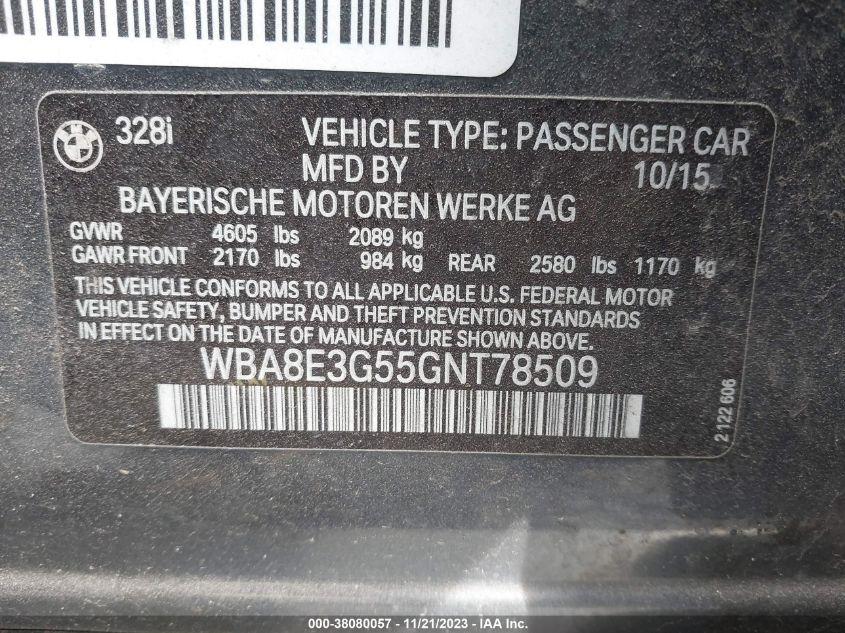 328i VEHICLE TYPE: PASSENGER CAR
MFD BY 10/15
BAYERISCHE MOTOREN WERKE AG
GVWR 4605 lbs 2089 kg
GAWR FRONT 2170 lbs 984 kg REAR 2580 lbs 1170 kg
THIS VEHICLE CONFORMS TO ALL APPLICABLE U.S. FEDERAL MOTOR
VEHICLE SAFETY, BUMPER AND THEFT PREVENTION STANDARDS
IN EFFECT ON THE DATE OF MANUFACTURE SHOWN ABOVE.
WBA8E3G55GNT78509
2 122 606
000-38080057 - 11/21/2023 - IAA Inc.